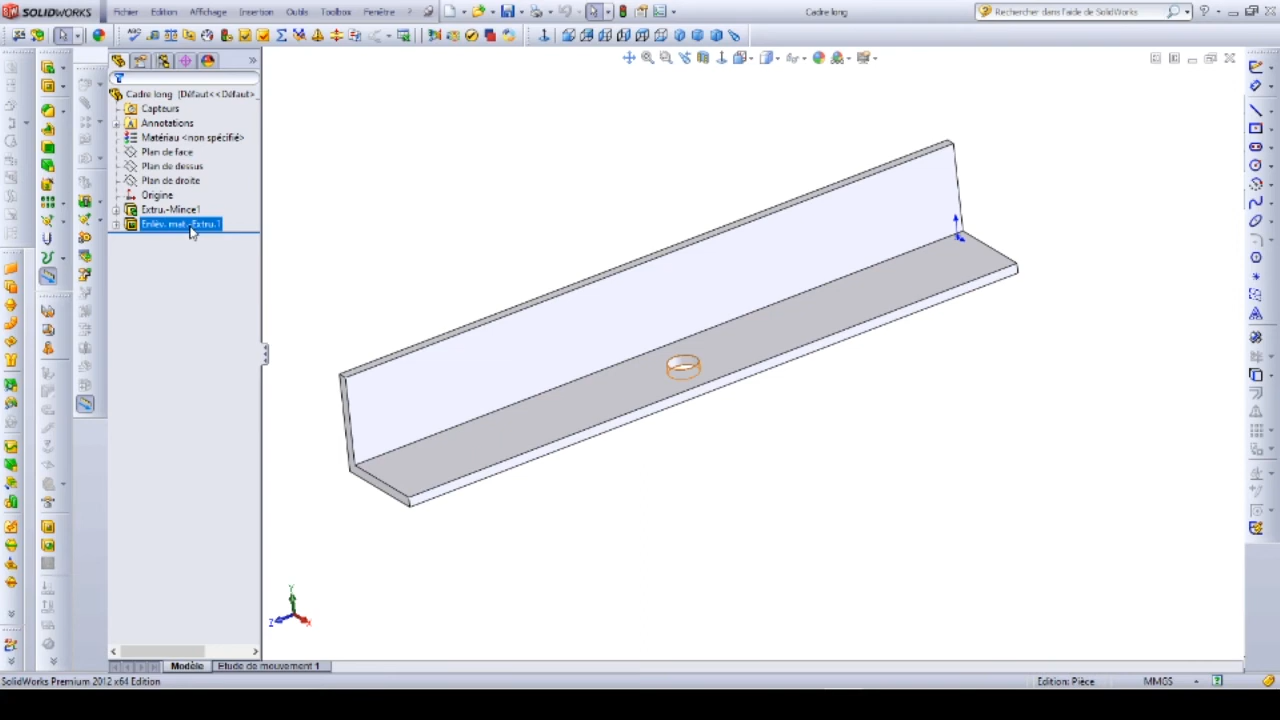 SOLIDWORKS Fichier Edition Affichage Insertion Outils Toolbox Fenêtre ? Cadre long Rechercher dans l'aide de SolidWorks
Cadre long (Défaut<<Défaut>_
Capteurs
Annotations
Matériau <non spécifié>
Plan de face
Plan de dessus
Plan de droite
Origine
Extru.-Mince1
Enlèv. mat.-Extru.1
Y
Z
X
Modèle Etude de mouvement 1
SolidWorks Premium 2012 x64 Edition Edition: Pièce MMGS